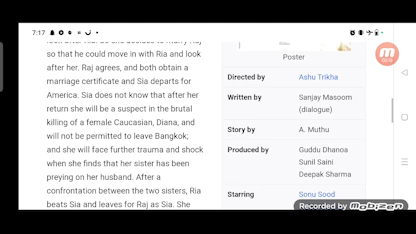 7:17
so that he could move in with Ria and look
after her. Raj agrees, and both obtain a
marriage certificate and Sia departs for
America. Sia does not know that after her
return she will be a suspect in the brutal
killing of a female Caucasian, Diana, and
will not be permitted to leave Bangkok;
and she will face further trauma and shock
when she finds that her sister has been
preying on her husband. After a
confrontation between the two sisters, Ria
beats Sia and leaves for Raj as Sia. She
Poster
Directed by Ashu Trikha
Written by Sanjay Masoom
(dialogue)
Story by A. Muthu
Produced by Guddu Dhanoa
Sunil Saini
Deepak Sharma
Starring Sonu Sood
Recorded by MOBIZEN